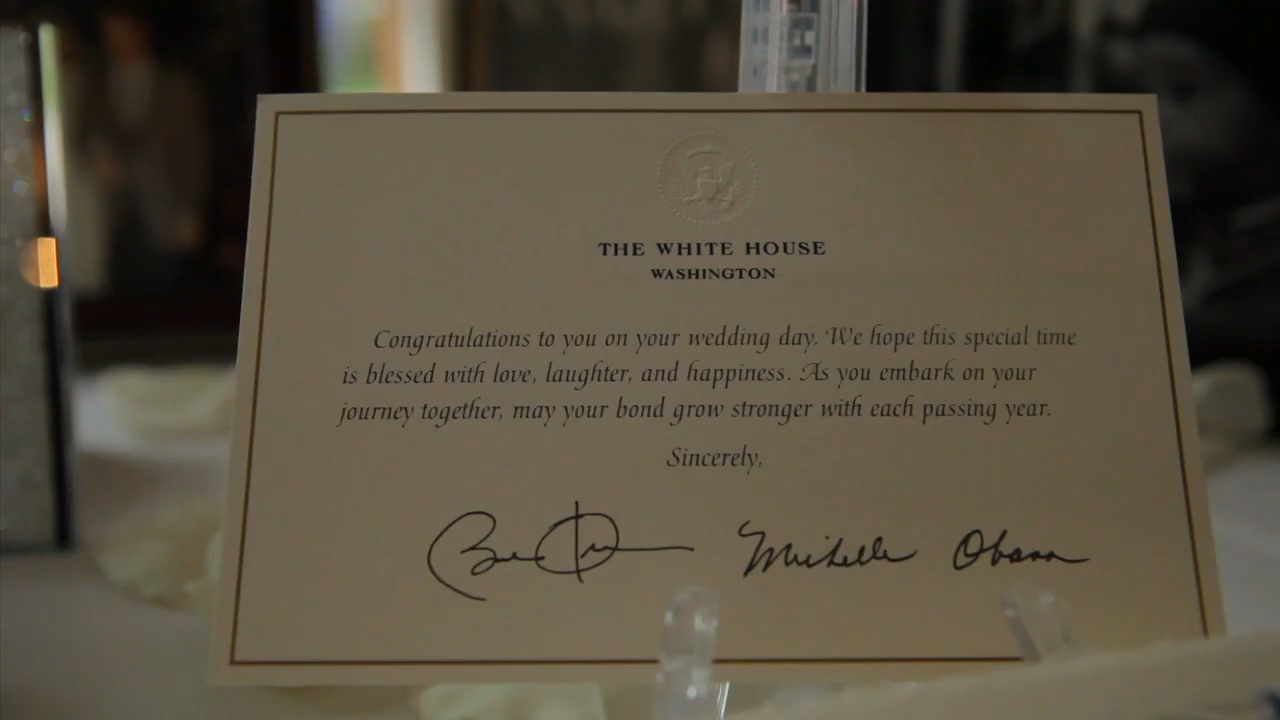 THE WHITE HOUSE
WASHINGTON
Congratulations to you on your wedding day. We hope this special time
is blessed with love, laughter, and happiness. As you embark on your
journey together, may your bond grow stronger with each passing year.
Sincerely,
Michelle Obama